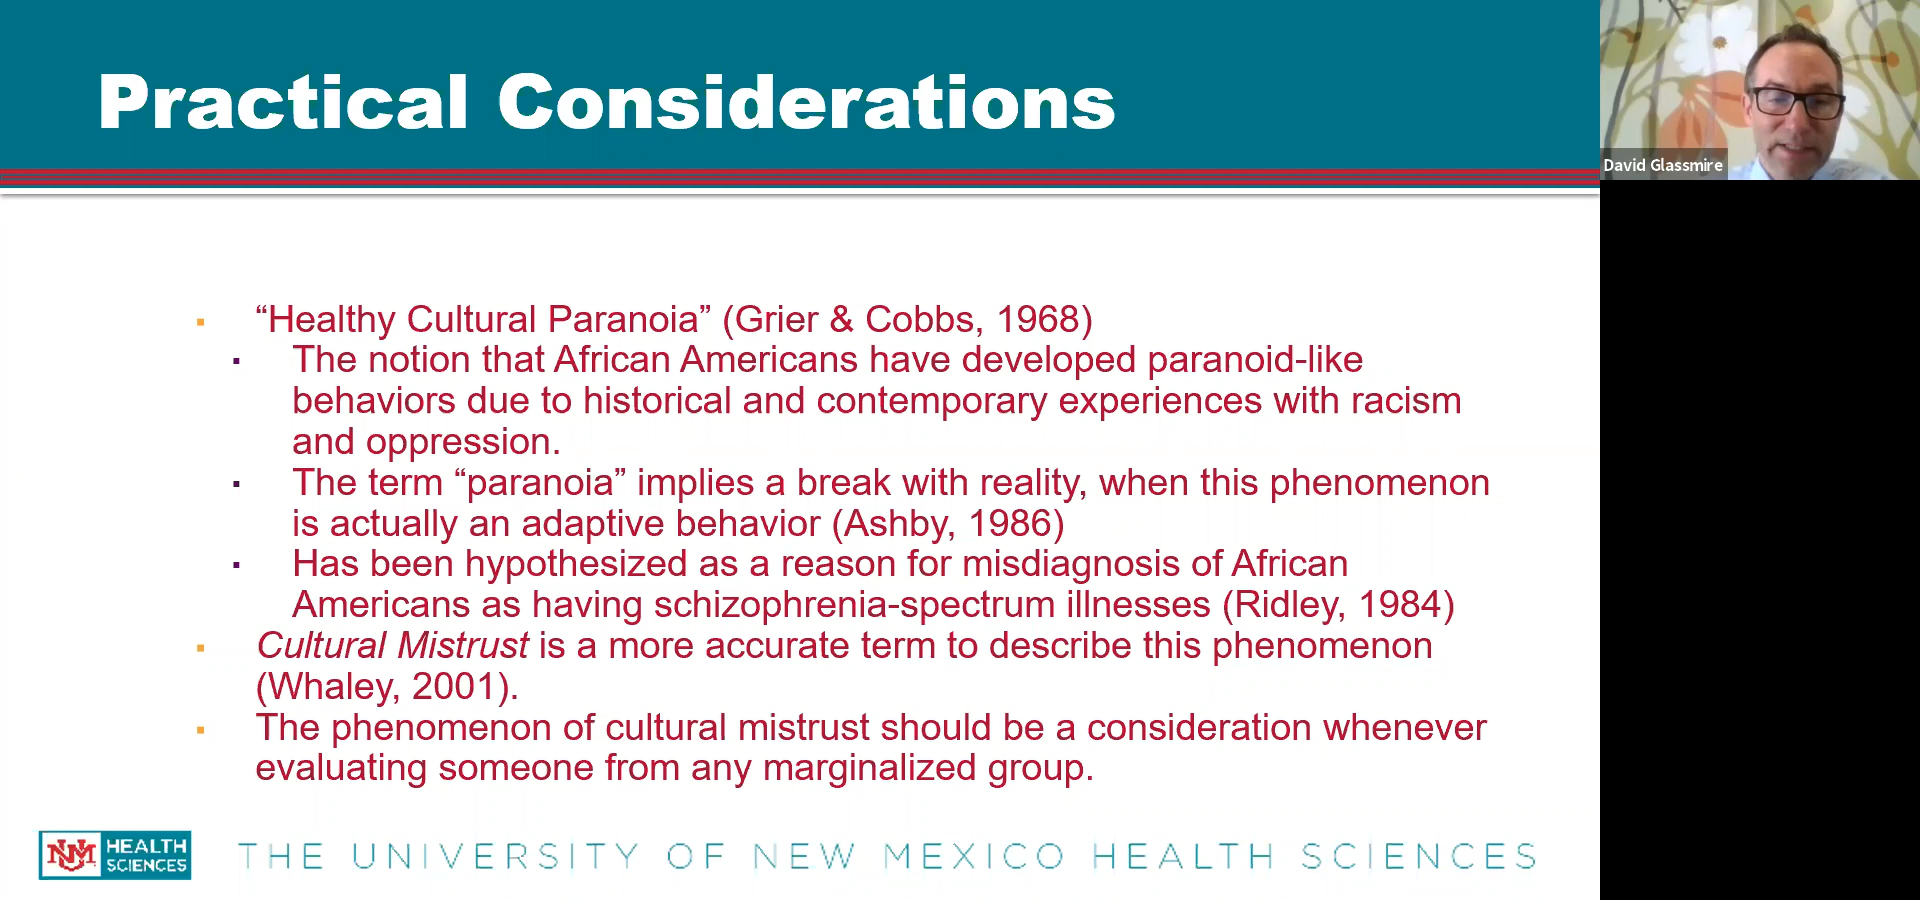 Practical Considerations
David Glassmire
“Healthy Cultural Paranoia” (Grier & Cobbs, 1968)
The notion that African Americans have developed paranoid-like
behaviors due to historical and contemporary experiences with racism
and oppression.
The term “paranoia” implies a break with reality, when this phenomenon
is actually an adaptive behavior (Ashby, 1986)
Has been hypothesized as a reason for misdiagnosis of African
Americans as having schizophrenia-spectrum illnesses (Ridley, 1984)
Cultural Mistrust is a more accurate term to describe this phenomenon
(Whaley, 2001).
The phenomenon of cultural mistrust should be a consideration whenever
evaluating someone from any marginalized group.
UNM HEALTH
SCIENCES
THE UNIVERSITY OF NEW MEXICO HEALTH SCIENCES